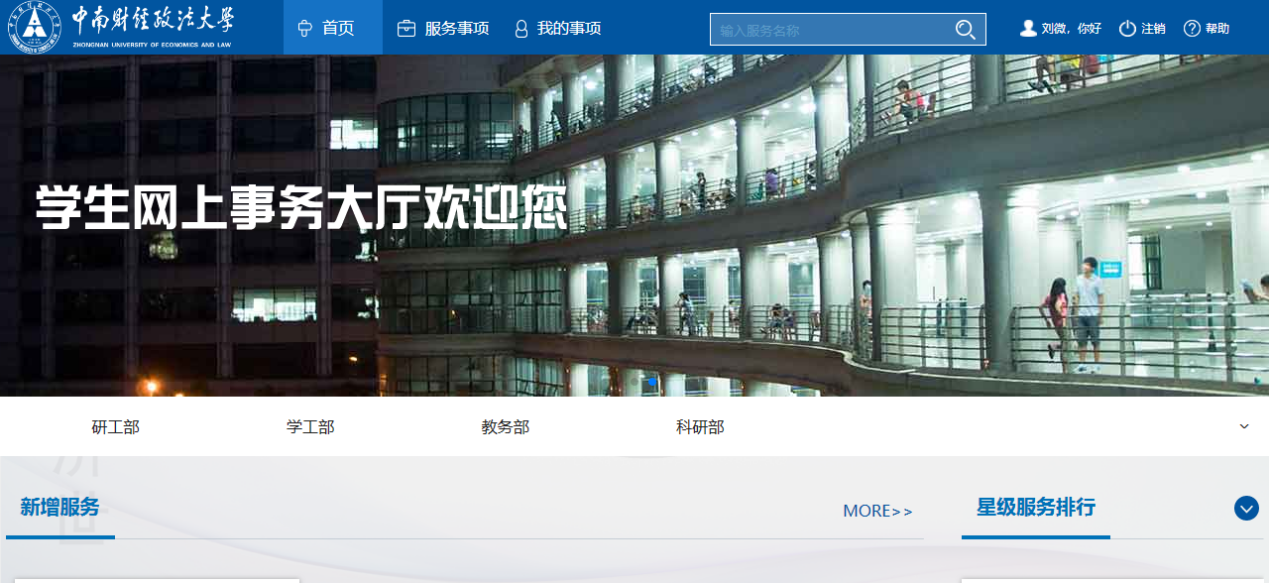 中南财经政法大学
ZHONGNAN UNIVERSITY OF ECONOMICS AND LAW
首页
服务事项
我的事项
输入服务名称
刘微，你好
注销
帮助
学生网上事务大厅欢迎您
研工部
学工部
教务部
科研部
济世
新增服务
MORE>>
星级服务排行